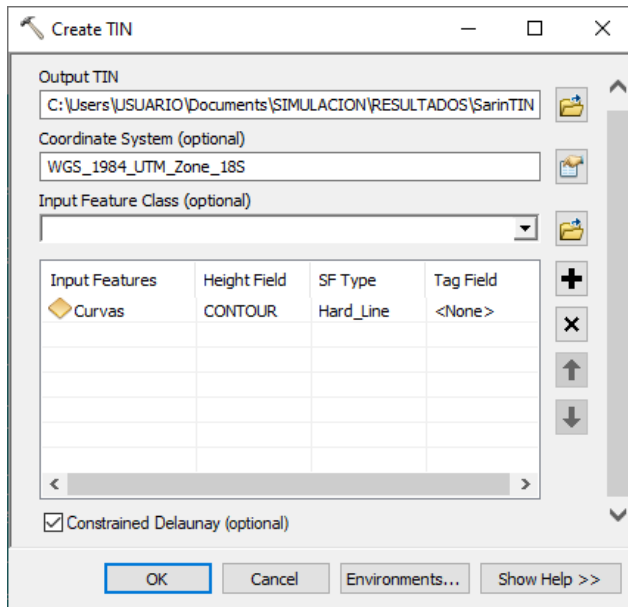 Create TIN
Output TIN
C:\Users\USUARIO\Documents\SIMULACION\RESULTADOS\SarinTIN
Coordinate System (optional)
WGS_1984_UTM_Zone_18S
Input Feature Class (optional)
Input Features Height Field SF Type Tag Field
Curvas CONTOUR Hard_Line <None>
Constrained Delaunay (optional)
OK Cancel Environments... Show Help >>